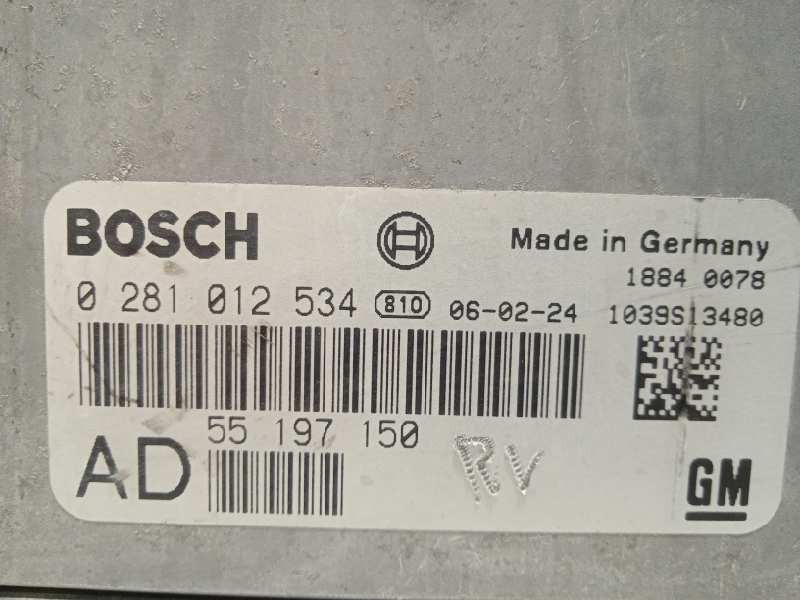 BOSCH
Made in Germany
1884 0078
0 281 012 534 810 06-02-24 1039S13480
55 197 150
AD
RV
GM